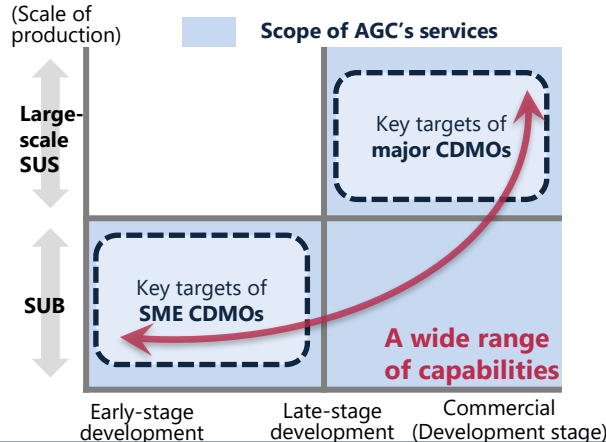 (Scale of
production)
Scope of AGC's services
Large-
scale
SUS
Key targets of
major CDMOs
SUB
Key targets of
SME CDMOs
A wide range
of capabilities
Early-stage
development
Late-stage
development
Commercial
(Development stage)